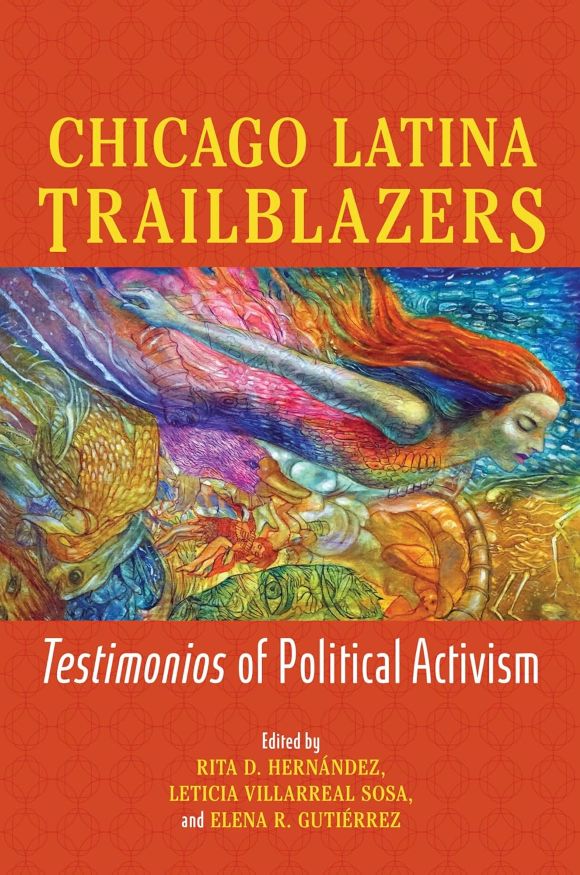 CHICAGO LATINA
TRAILBLAZERS
Testimonios of Political Activism
Edited by
RITA D. HERNÁNDEZ,
LETICIA VILLARREAL SOSA,
and ELENA R. GUTIÉRREZ